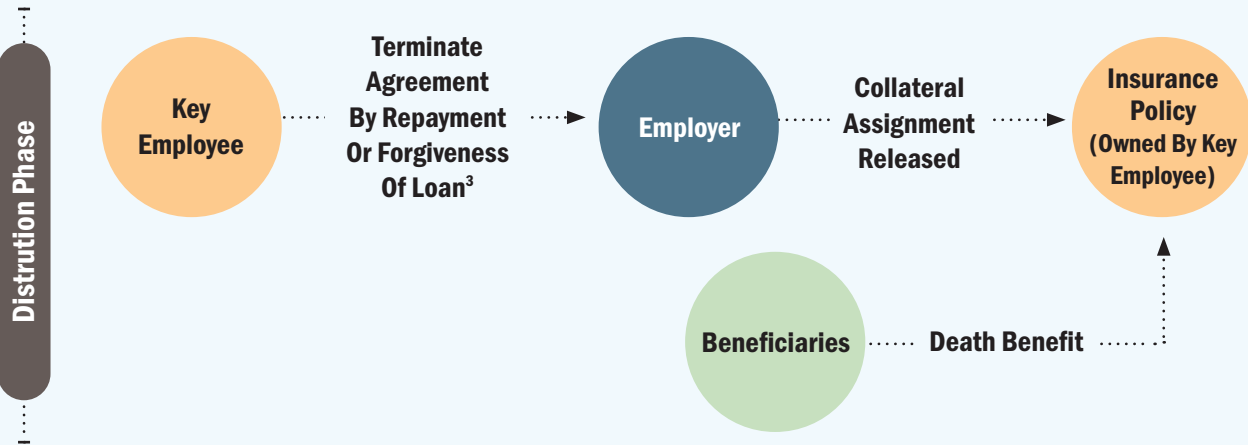 Distrution Phase
Key
Employee
Terminate
Agreement
By Repayment
Or Forgiveness
Of Loan³
Employer
Collateral
Assignment
Released
Insurance
Policy
(Owned By Key
Employee)
Beneficiaries
Death Benefit